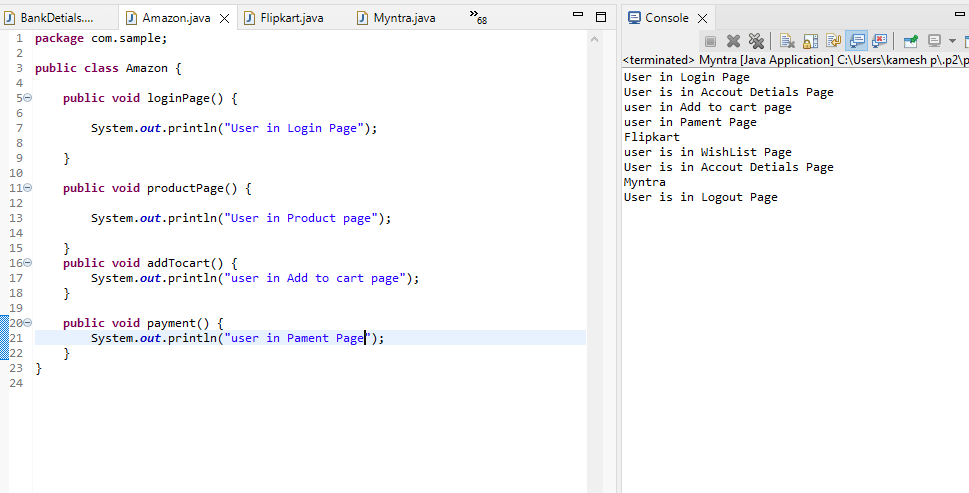 BankDetials....
Amazon.java
Flipkart.java
Myntra.java
»68
1 package com.sample;
2
3 public class Amazon {
4
5 public void loginPage() {
6
7 System.out.println("User in Login Page");
8
9 }
10
11 public void productPage() {
12
13 System.out.println("User in Product page");
14
15 }
16 public void addTocart() {
17 System.out.println("user in Add to cart page");
18 }
19
20 public void payment() {
21 System.out.println("user in Pament Page");
22 }
23 }
24
Console
<terminated> Myntra [Java Application] C:\Users\kamesh p\.p2\p
User in Login Page
User is in Accout Detials Page
user in Add to cart page
user in Pament Page
Flipkart
user is in WishList Page
User is in Accout Detials Page
Myntra
User is in Logout Page